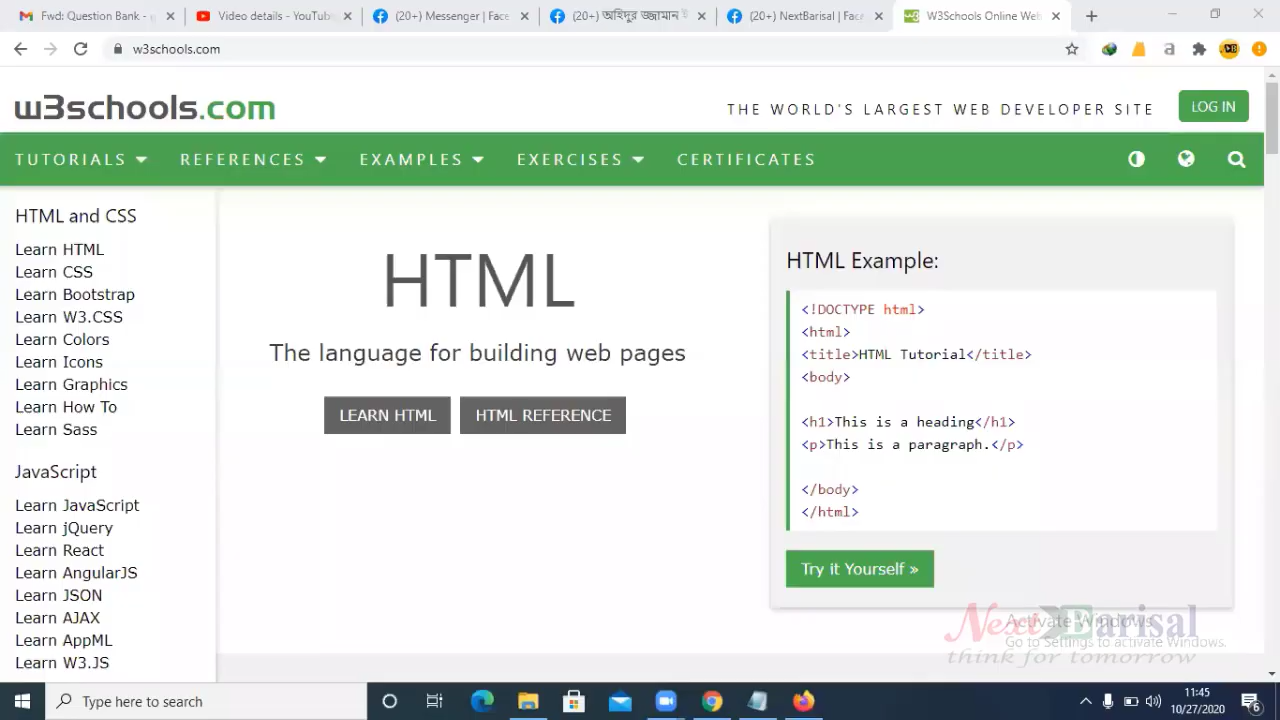 Fwd: Question Bank - g
Video details - YouTube
(20+) Messenger | Face
(20+) অহিদুর জ্জামান ই
(20+) NextBarisal | Face
W3Schools Online Web
w3schools.com
w3schools.com
THE WORLD'S LARGEST WEB DEVELOPER SITE
LOG IN
TUTORIALS REFERENCES EXAMPLES EXERCISES CERTIFICATES
HTML and CSS
Learn HTML
Learn CSS
Learn Bootstrap
Learn W3.CSS
Learn Colors
Learn Icons
Learn Graphics
Learn How To
Learn Sass
JavaScript
Learn JavaScript
Learn jQuery
Learn React
Learn AngularJS
Learn JSON
Learn AJAX
Learn AppML
Learn W3.JS
HTML
The language for building web pages
LEARN HTML
HTML REFERENCE
HTML Example:
<!DOCTYPE html>
<html>
<title>HTML Tutorial</title>
<body>
<h1>This is a heading</h1>
<p>This is a paragraph.</p>
</body>
</html>
Try it Yourself »
Next Barisal
think for tomorrow
Activate Windows
Go to Settings to activate Windows.
Type here to search
11:45
10/27/2020
6